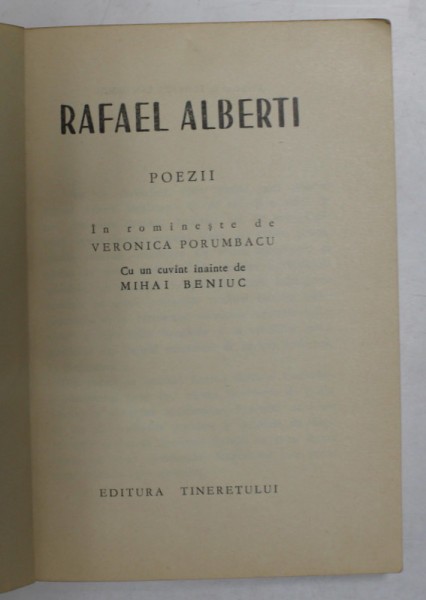 RAFAEL ALBERTI
POEZII
In romînește de
VERONICA PORUMBACU
Cu un cuvînt înainte de
MIHAI BENIUC
EDITURA TINERETULUI